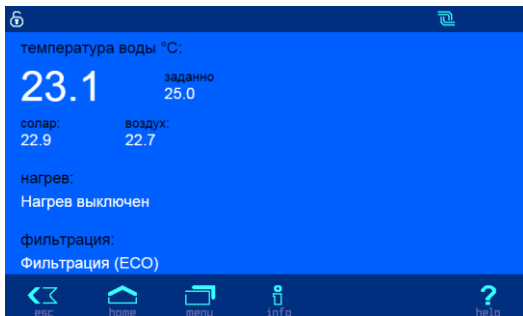 температура воды °C:
23.1
заданно
25.0
солар: воздух:
22.9 22.7
нагрев:
Нагрев выключен
фильтрация:
Фильтрация (ECO)
esc home menu info help